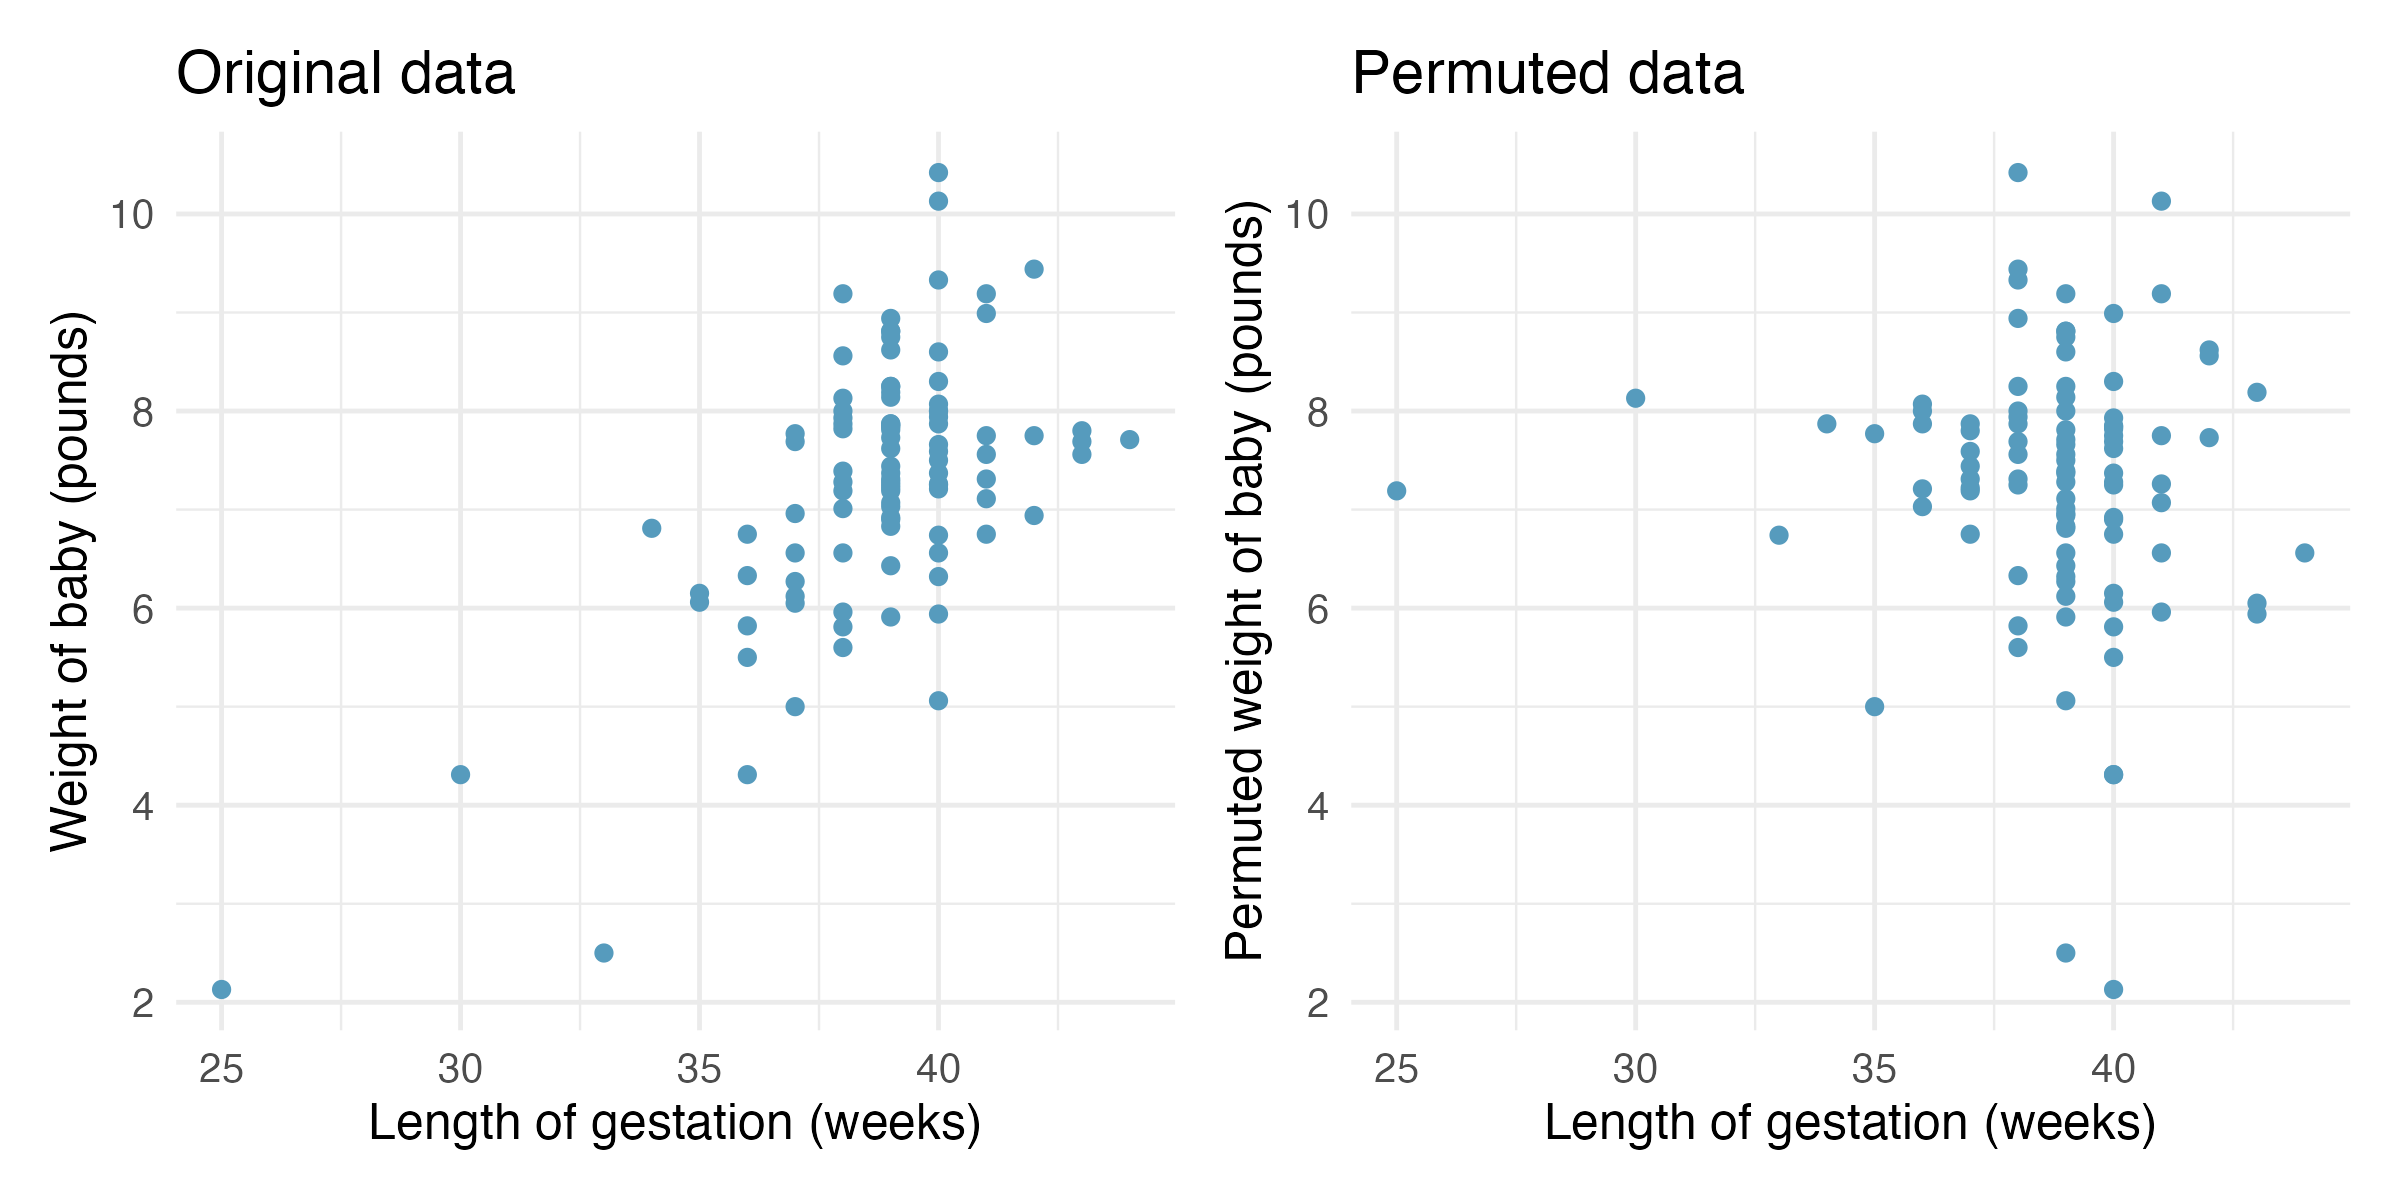 Original data
Weight of baby (pounds)
10
8
6
4
2
25 30 35 40
Length of gestation (weeks)
Permuted data
Permuted weight of baby (pounds)
10
8
6
4
2
25 30 35 40
Length of gestation (weeks)